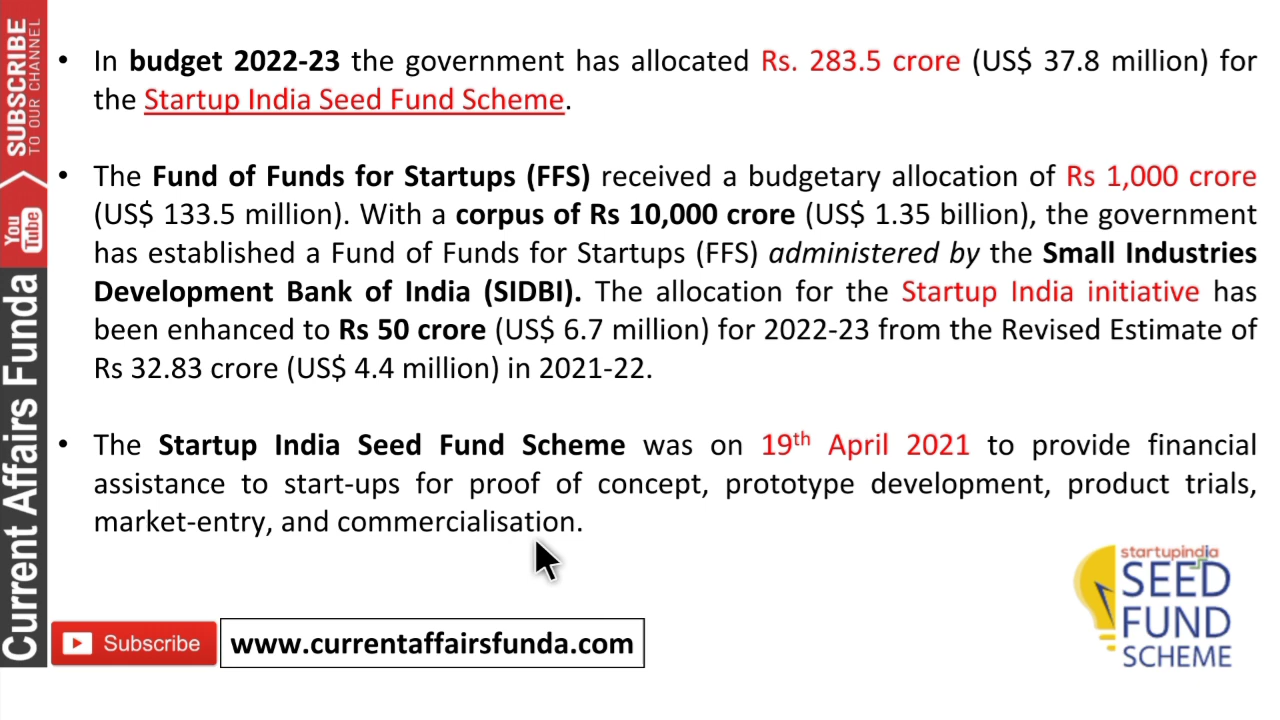 SUBSCRIBE
TO OUR CHANNEL
You
Tube
Current Affairs Funda
• In budget 2022-23 the government has allocated Rs. 283.5 crore (US$ 37.8 million) for
the Startup India Seed Fund Scheme.
• The Fund of Funds for Startups (FFS) received a budgetary allocation of Rs 1,000 crore
(US$ 133.5 million). With a corpus of Rs 10,000 crore (US$ 1.35 billion), the government
has established a Fund of Funds for Startups (FFS) administered by the Small Industries
Development Bank of India (SIDBI). The allocation for the Startup India initiative has
been enhanced to Rs 50 crore (US$ 6.7 million) for 2022-23 from the Revised Estimate of
Rs 32.83 crore (US$ 4.4 million) in 2021-22.
• The Startup India Seed Fund Scheme was on 19th April 2021 to provide financial
assistance to start-ups for proof of concept, prototype development, product trials,
market-entry, and commercialisation.
startupindia
SEED
FUND
SCHEME
Subscribe
www.currentaffairsfunda.com